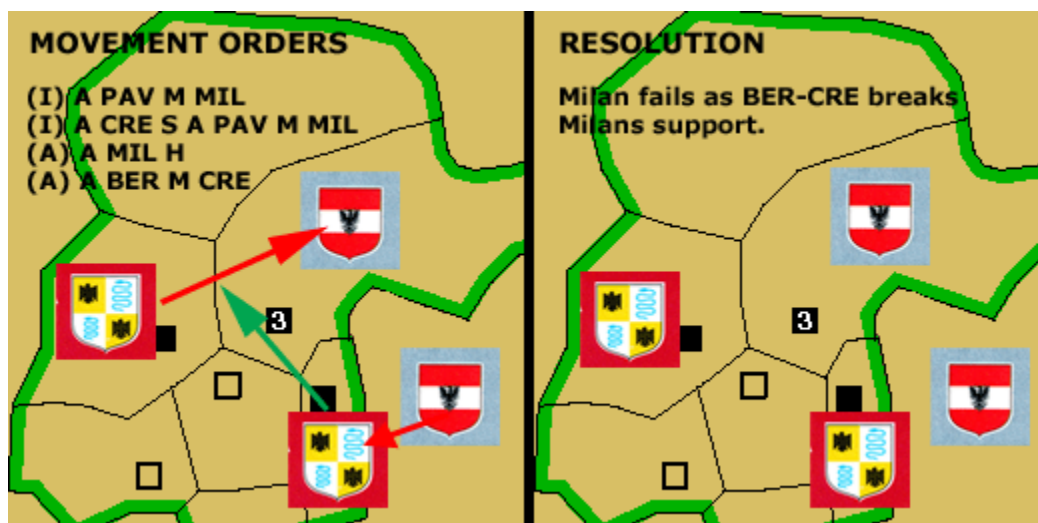 MOVEMENT ORDERS
(I) A PAV M MIL
(I) A CRE S A PAV M MIL
(A) A MIL H
(A) A BER M CRE
3
RESOLUTION
Milan fails as BER-CRE breaks
Milans support.
3